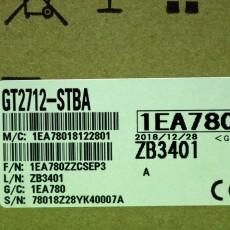 GT2712-STBA
M/C: 1EA78018122801
1EA780
2018/12/28
ZB3401
A
F/N: 1EA780ZZCSEP3
L/N: ZB3401
G/C: 1EA780
S/N: 78018Z28YK40007A